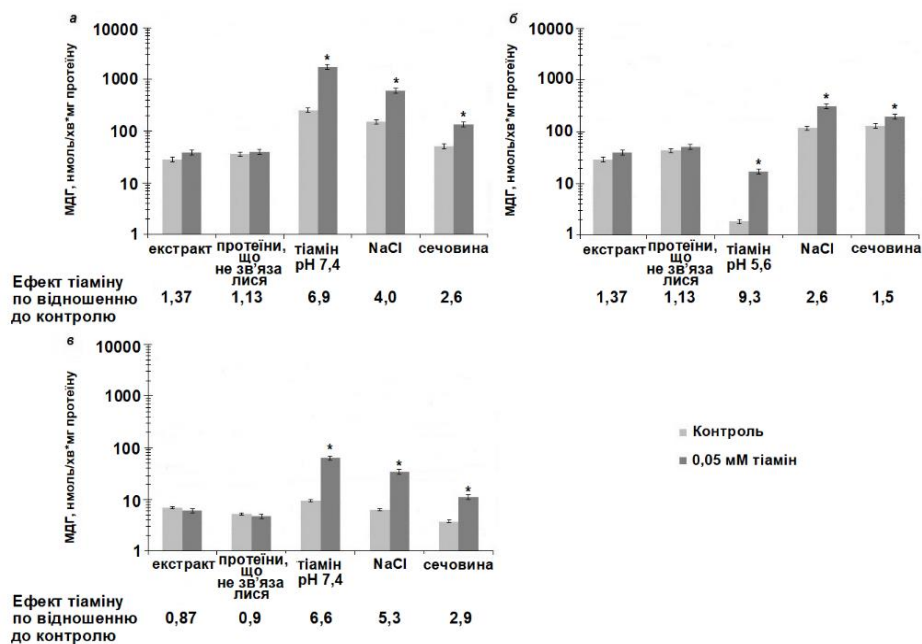 а
МДГ, нмоль/хв*мг протеїну
10000
1000
100
10
1
* * *
екстракт протеїни, що не зв'яза лися тіамін pH 7,4 NaCl сечовина
Ефект тіаміну по відношенню до контролю
1,37 1,13 6,9 4,0 2,6
б
МДГ, нмоль/хв*мг протеїну
10000
1000
100
10
1
* * *
екстракт протеїни, що не зв'яза лися тіамін pH 5,6 NaCl сечовина
1,37 1,13 9,3 2,6 1,5
в
МДГ, нмоль/хв*мг протеїну
10000
1000
100
10
1
* * *
екстракт протеїни, що не зв'яза лися тіамін pH 7,4 NaCl сечовина
Ефект тіаміну по відношенню до контролю
0,87 0,9 6,6 5,3 2,9
Контроль
0,05 мМ тіамін